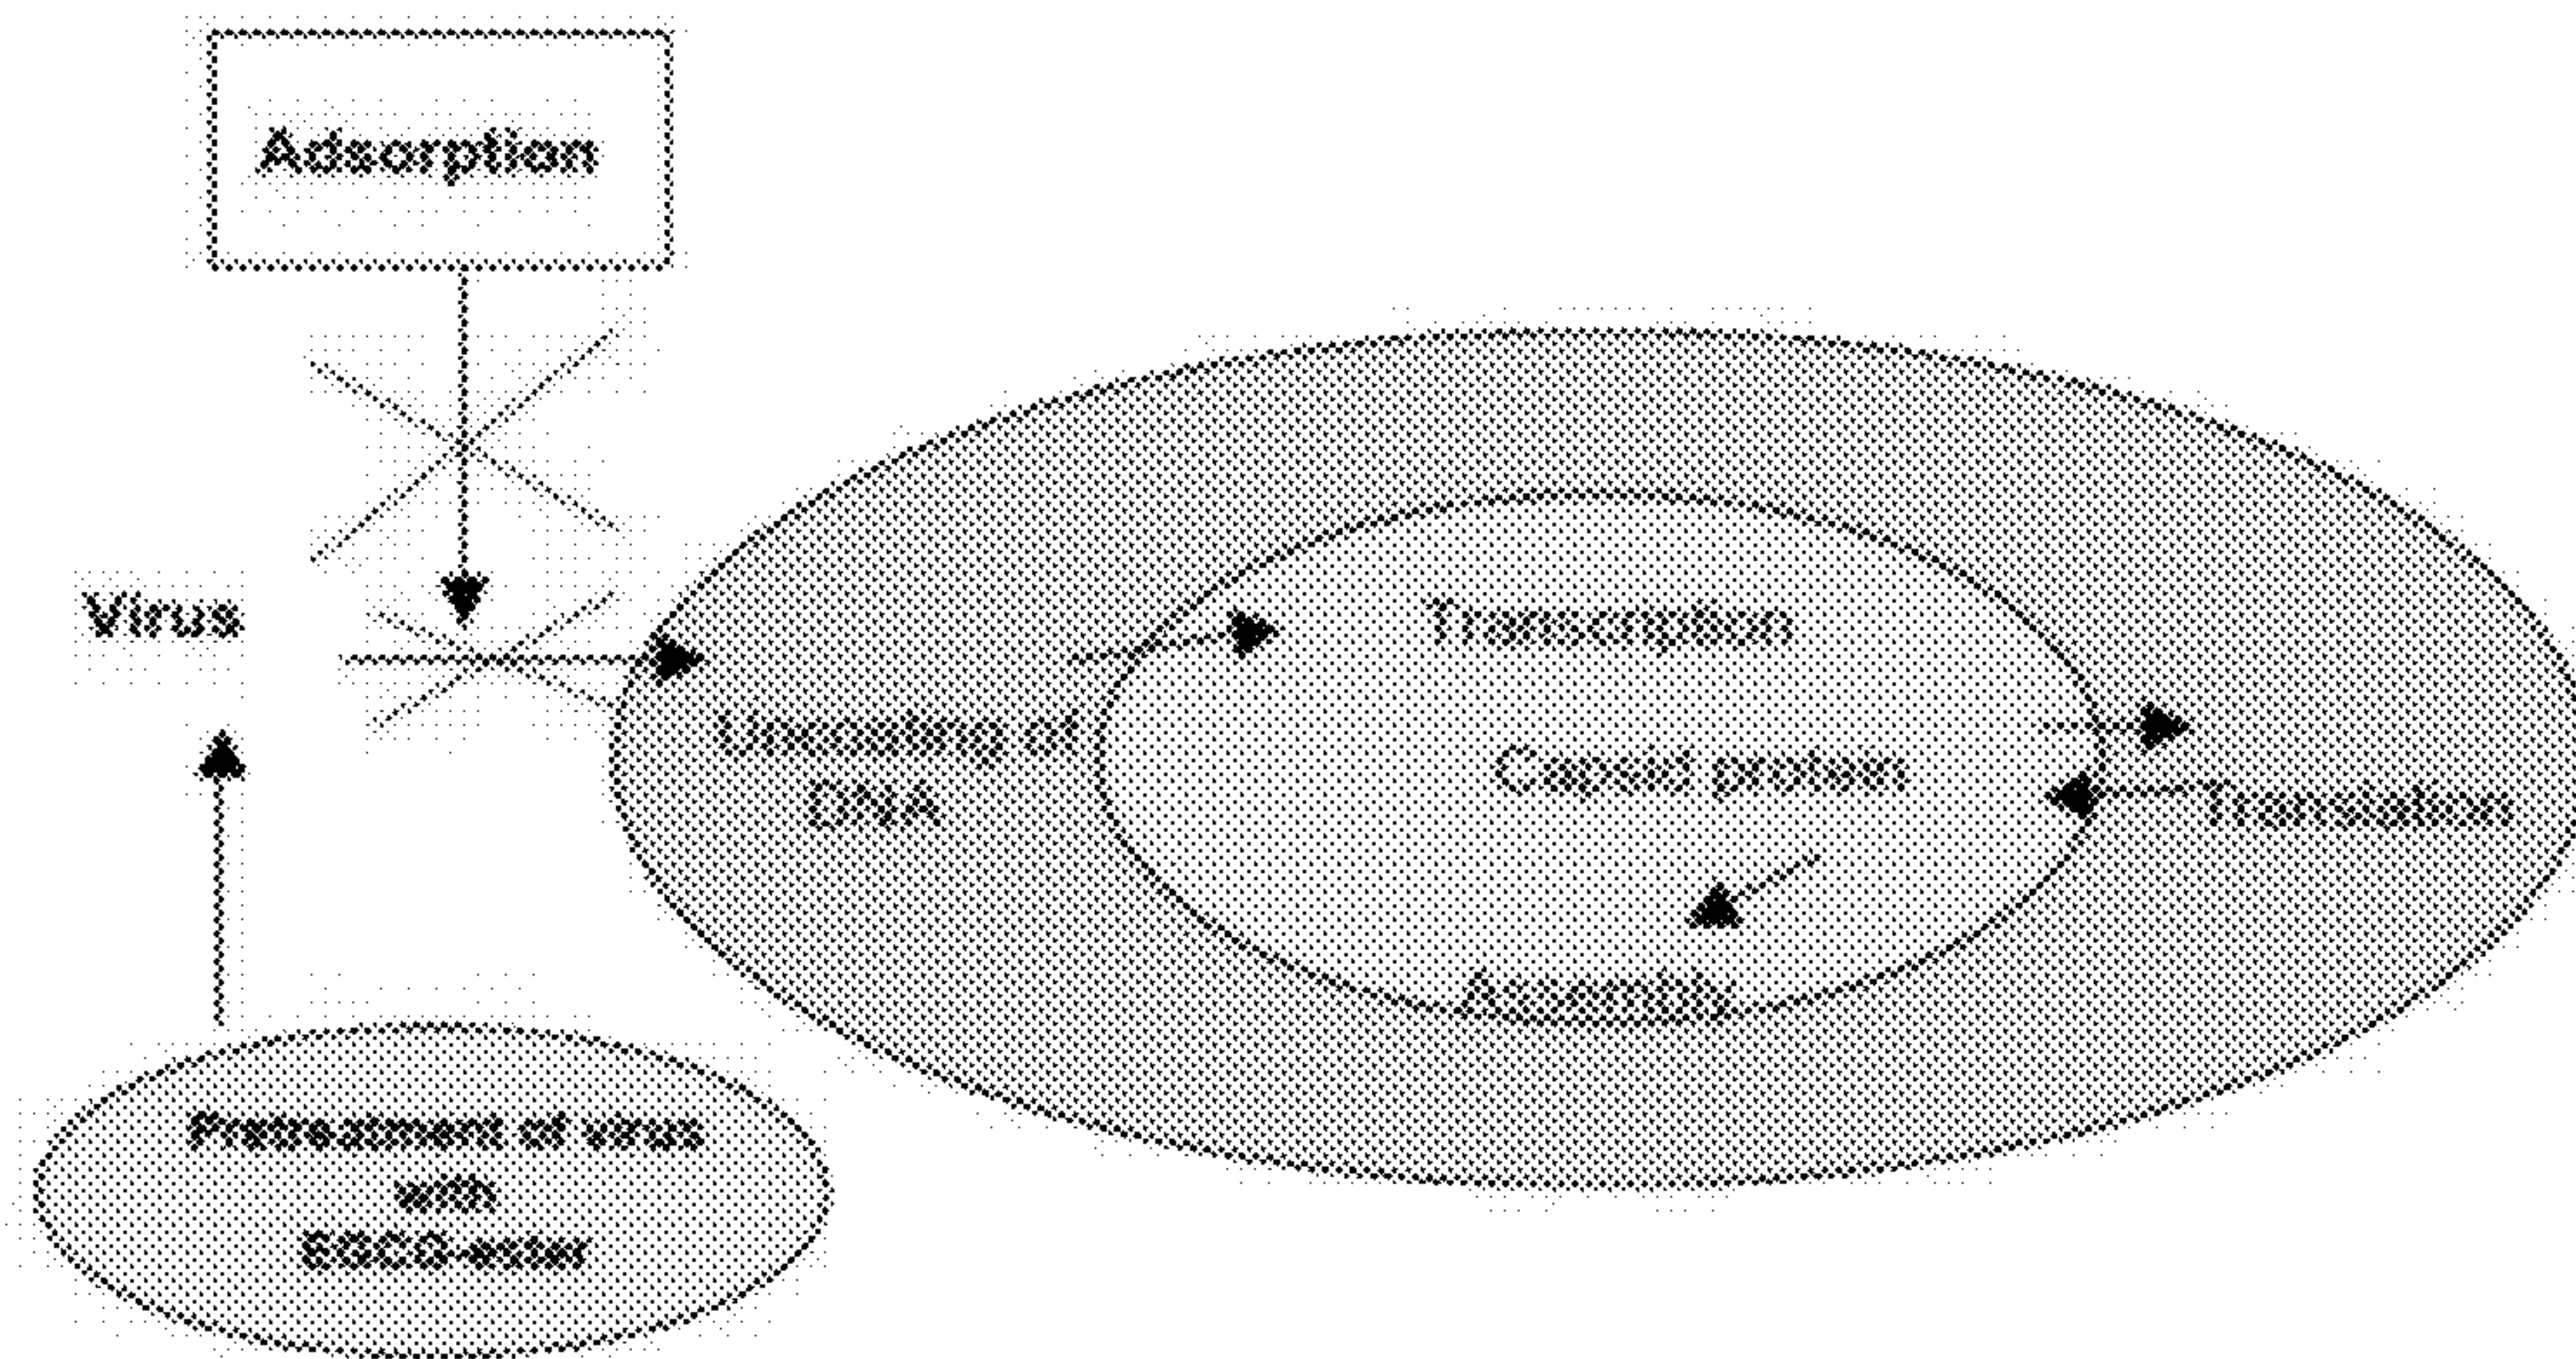 Adsorption
Virus
Transcription
Uncoating of
DNA
Capsid protein
Translation
Assembly
Pretreatment of virus
with
EGCG-ester